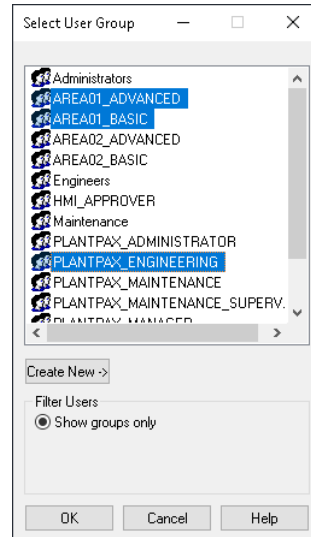 Select User Group
Administrators
AREA01_ADVANCED
AREA01_BASIC
AREA02_ADVANCED
AREA02_BASIC
Engineers
HMI_APPROVER
Maintenance
PLANTPAX_ADMINISTRATOR
PLANTPAX_ENGINEERING
PLANTPAX_MAINTENANCE
PLANTPAX_MAINTENANCE_SUPERV.
PLANTPAX_MANAGER
Create New ->
Filter Users
Show groups only
OK Cancel Help